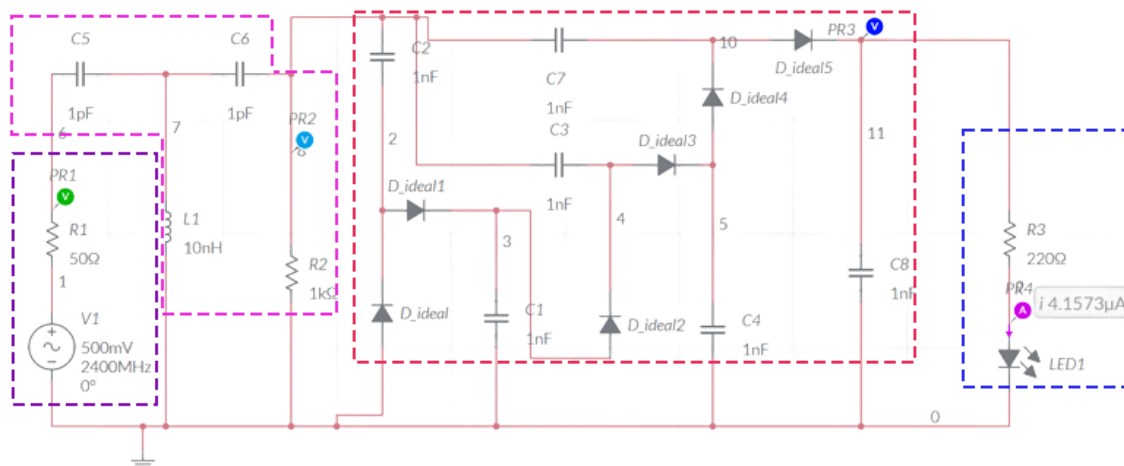 C5
1pF
C6
1pF
6
7
PR2
V
PR1
V
R1
50Ω
1
L1
10nH
R2
1kΩ
V1
500mV
2400MHz
0°
C2
1nF
2
C7
1nF
C3
1nF
10
PR3
V
D_ideal5
D_ideal4
D_ideal3
D_ideal1
3
4
5
11
D_ideal
C1
1nF
D_ideal2
C4
1nF
C8
1nF
R3
220Ω
PR4
A
i 4.1573µA
LED1
0